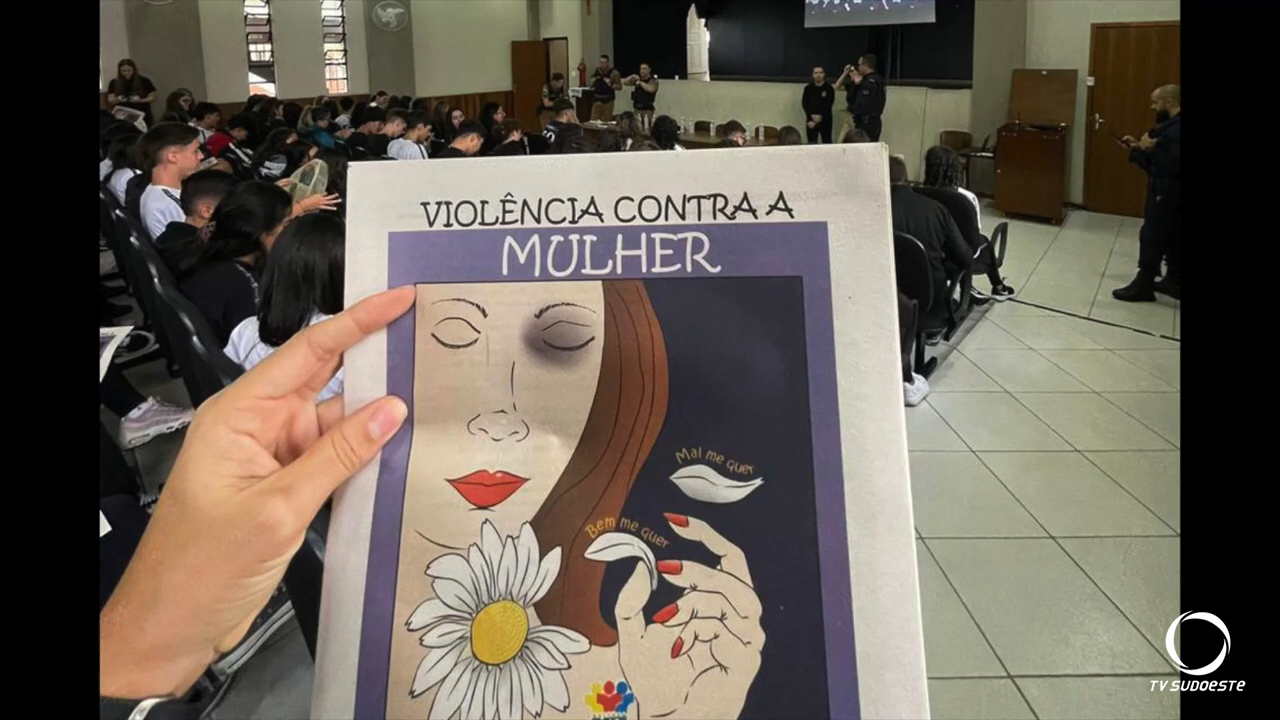 VIOLÊNCIA CONTRA A
MULHER
Mal me quer
Bem me quer
TV SUDOESTE